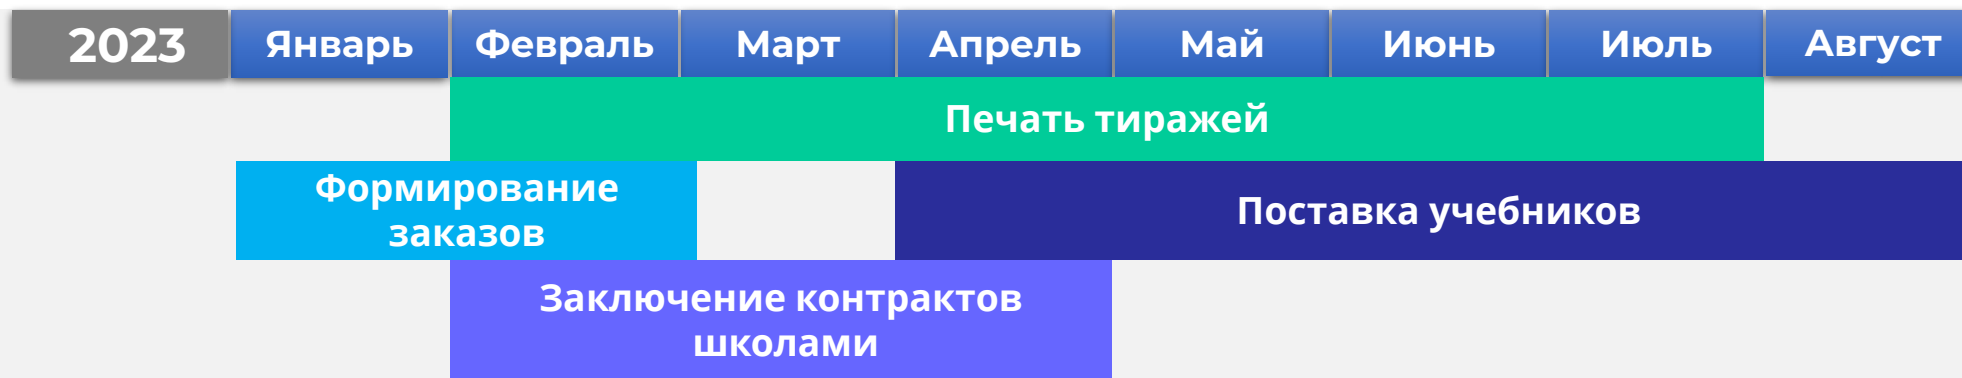 2023 Январь Февраль Март Апрель Май Июнь Июль Август
Печать тиражей
Формирование
заказов
Поставка учебников
Заключение контрактов
школами